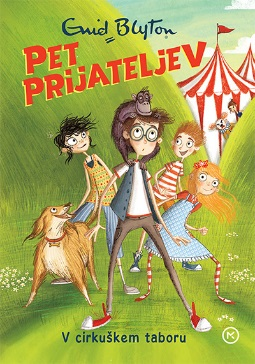 Enid Blyton
PET
PRIJATELJEV
V cirkuškem taboru